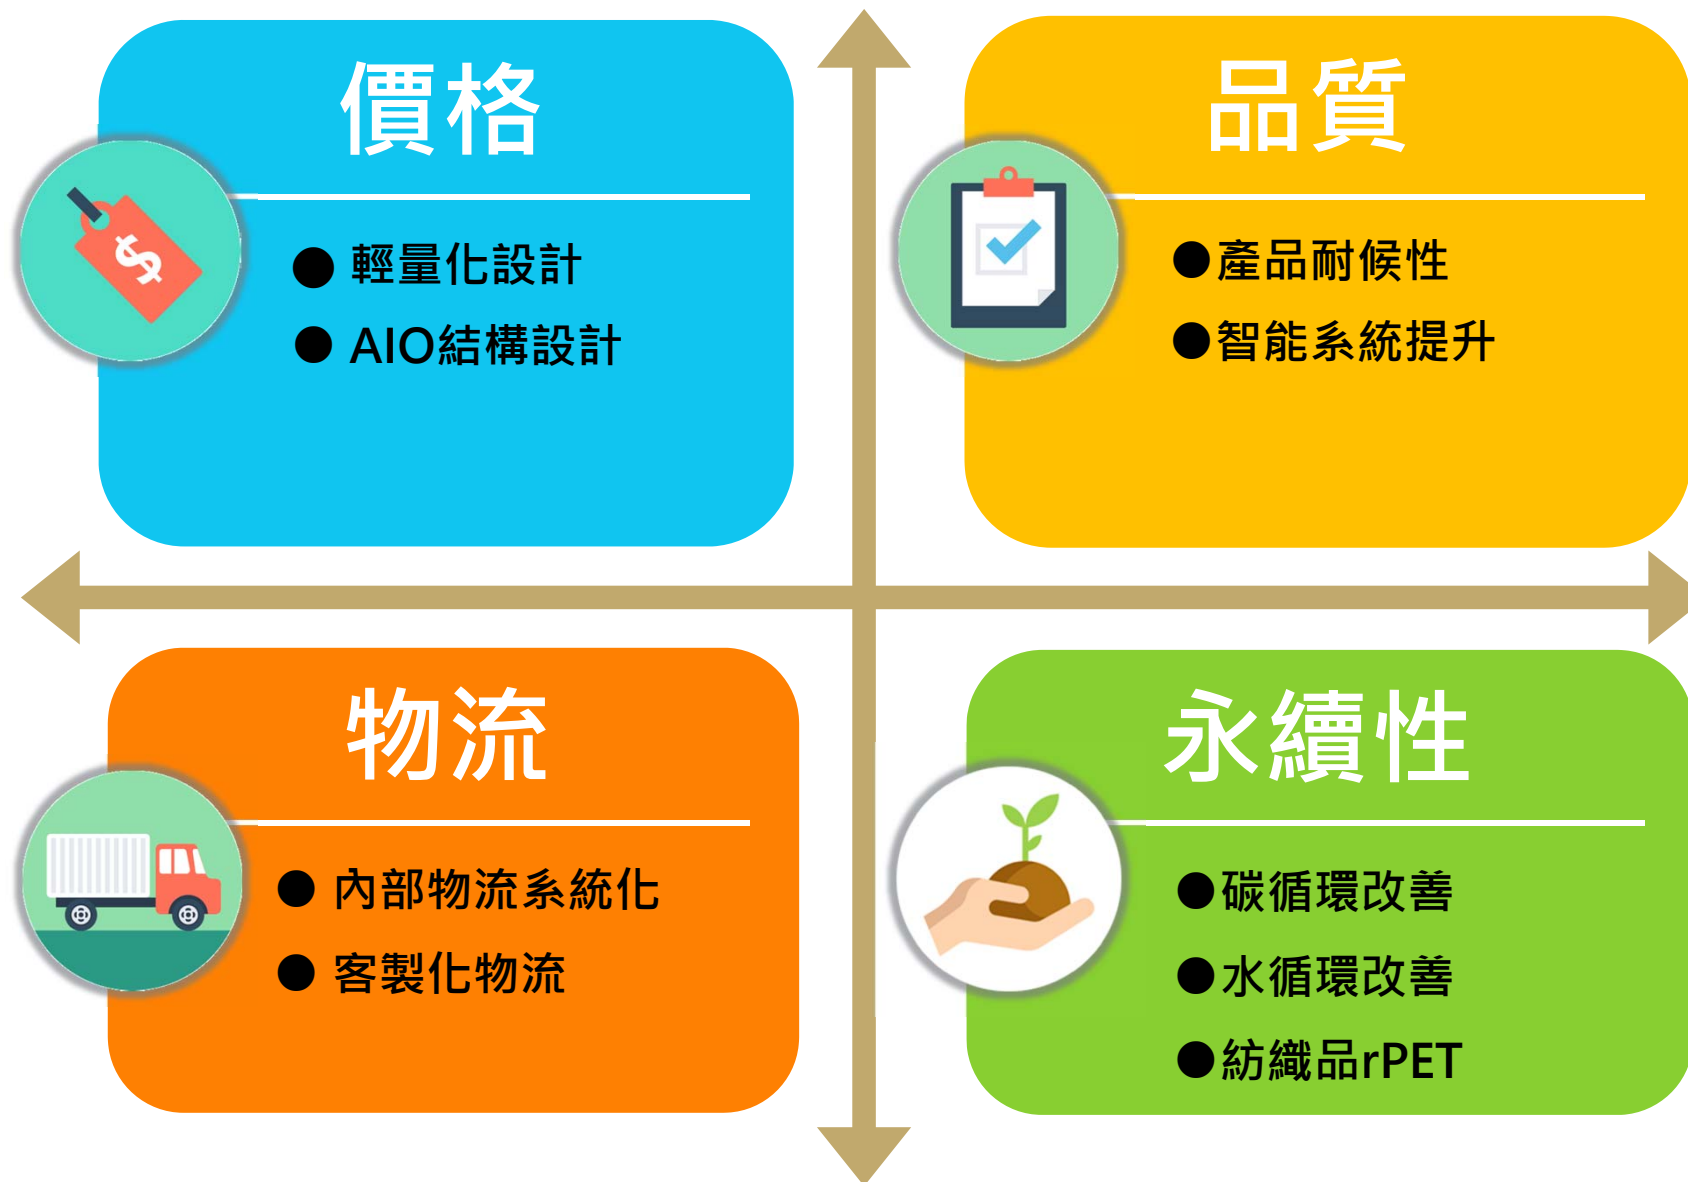 價格
● 輕量化設計
● AIO結構設計
品質
●產品耐候性
●智能系統提升
物流
● 內部物流系統化
● 客製化物流
永續性
●碳循環改善
●水循環改善
●紡織品rPET